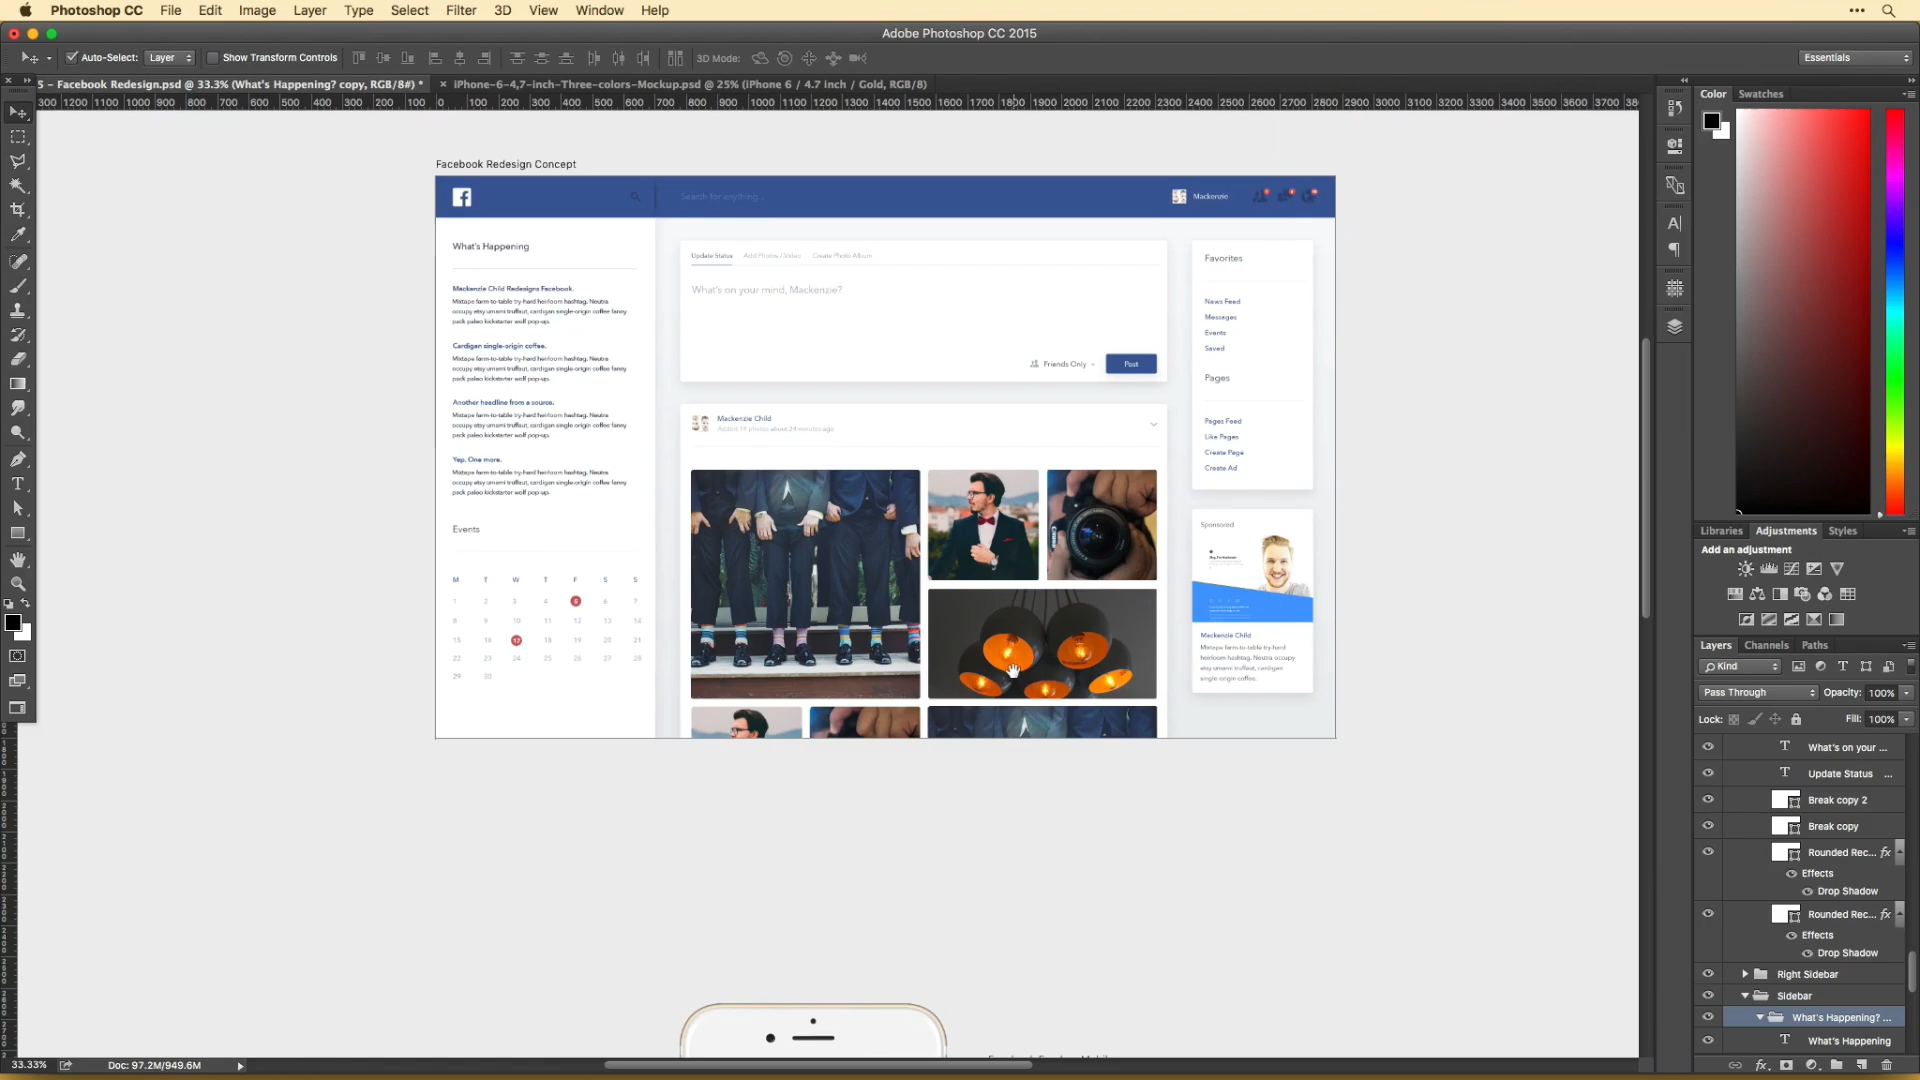 Photoshop CC File Edit Image Layer Type Select Filter 3D View Window Help
Adobe Photoshop CC 2015
Auto-Select: Layer Show Transform Controls 3D Mode: Essentials
5 – Facebook Redesign.psd @ 33.3% (What's Happening? copy, RGB/8#) * iPhone-6-4,7-inch-Three-colors-Mockup.psd @ 25% (iPhone 6 / 4.7 inch / Gold, RGB/8)
300 1200 1100 1000 900 800 700 600 500 400 300 200 100 0 100 200 300 400 500 600 700 800 900 1000 1100 1200 1300 1400 1500 1600 1700 1800 1900 2000 2100 2200 2300 2400 2500 2600 2700 2800 2900 3000 3100 3200 3300 3400 3500 3600 3700
Facebook Redesign Concept
Search for anything...
Mackenzie
What's Happening
Mackenzie Child Redesigns Facebook.
Mixtape farm-to-table try-hard heirloom hashtag. Neutra
occupy etsy umami truffaut, cardigan single-origin coffee fanny
pack paleo kickstarter wolf pop-up.
Cardigan single-origin coffee.
Mixtape farm-to-table try-hard heirloom hashtag. Neutra
occupy etsy umami truffaut, cardigan single-origin coffee fanny
pack paleo kickstarter wolf pop-up.
Another headline from a source.
Mixtape farm-to-table try-hard heirloom hashtag. Neutra
occupy etsy umami truffaut, cardigan single-origin coffee fanny
pack paleo kickstarter wolf pop-up.
Yep. One more.
Mixtape farm-to-table try-hard heirloom hashtag. Neutra
occupy etsy umami truffaut, cardigan single-origin coffee fanny
pack paleo kickstarter wolf pop-up.
Events
M T W T F S S
1 2 3 4 5 6 7
8 9 10 11 12 13 14
15 16 17 18 19 20 21
22 23 24 25 26 27 28
29 30
Update Status Add Photos / Video Create Photo Album
What's on your mind, Mackenzie?
Friends Only Post
Mackenzie Child
Added 14 photos about 24 minutes ago
Favorites
News Feed
Messages
Events
Saved
Pages
Pages Feed
Like Pages
Create Page
Create Ad
Sponsored
Mackenzie Child
Mixtape farm-to-table try-hard
heirloom hashtag. Neutra occupy
etsy umami truffaut, cardigan
single-origin coffee.
Color Swatches
Libraries Adjustments Styles
Add an adjustment
Layers Channels Paths
Kind
Pass Through Opacity: 100%
Lock: Fill: 100%
What's on your ...
Update Status ...
Break copy 2
Break copy
Rounded Rec... fx
Effects
Drop Shadow
Rounded Rec... fx
Effects
Drop Shadow
Right Sidebar
Sidebar
What's Happening? ...
What's Happening
33.33% Doc: 97.2M/949.6M